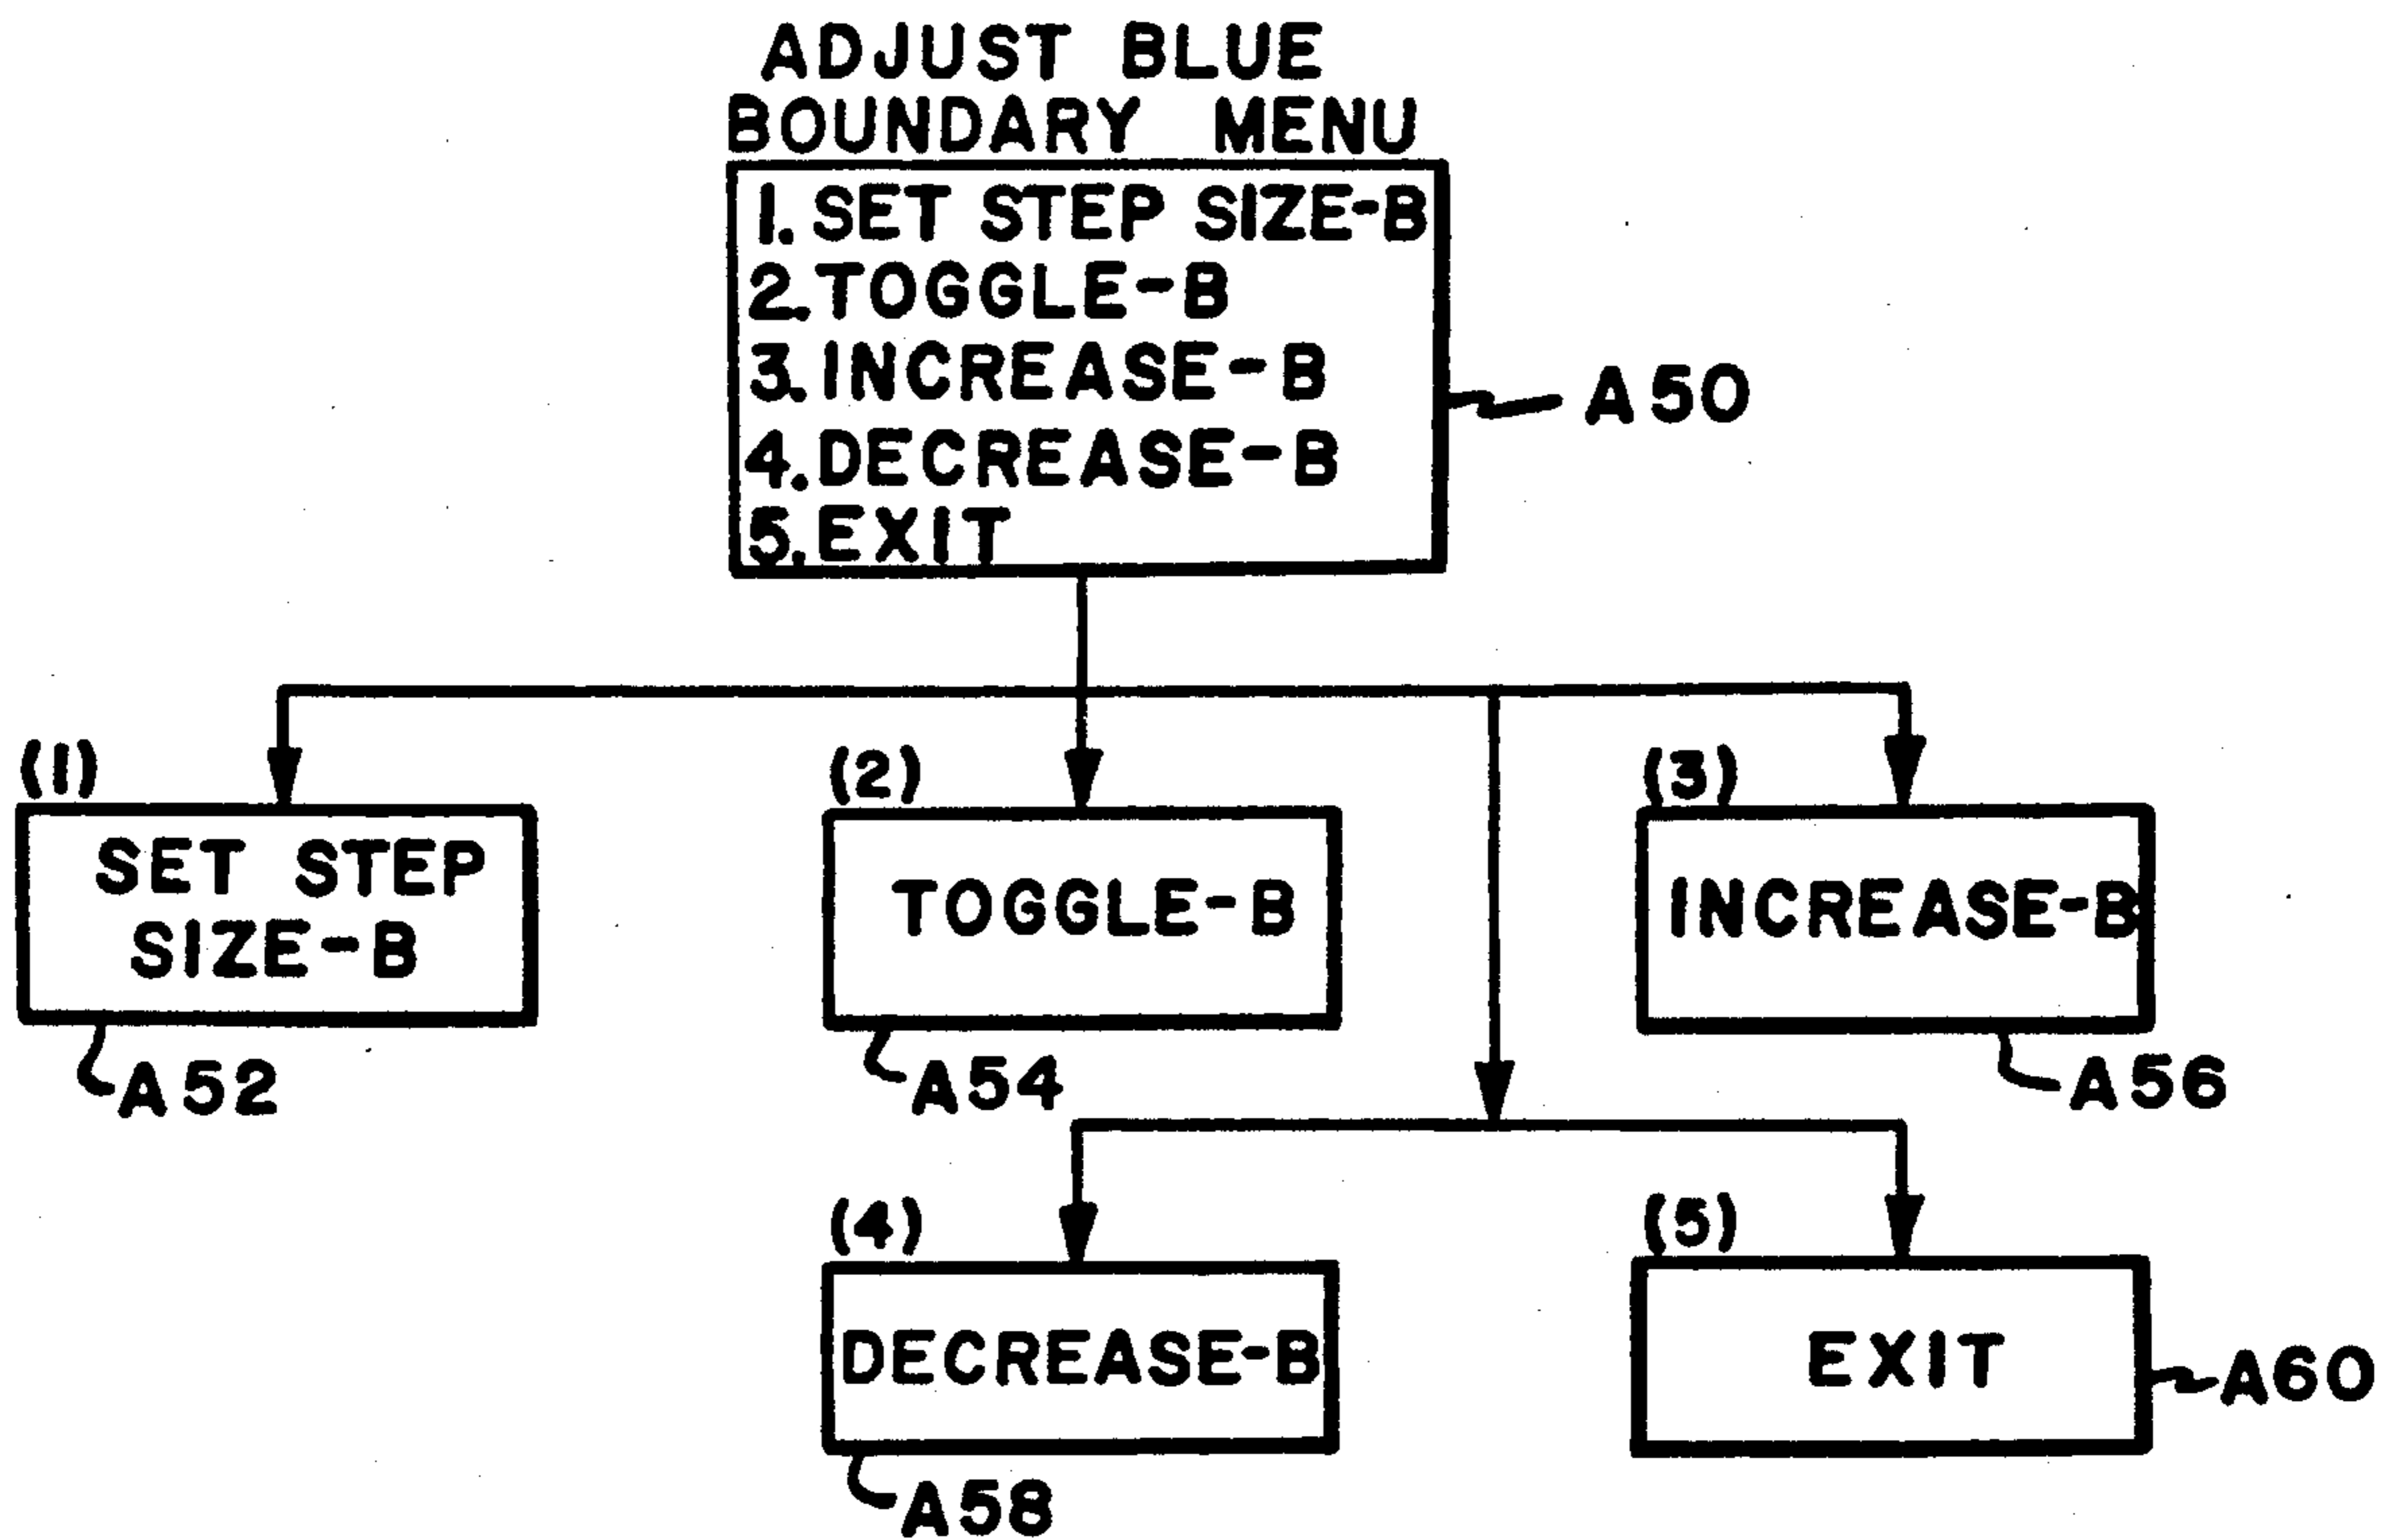 ADJUST BLUE
BOUNDARY MENU
1. SET STEP SIZE-B
2. TOGGLE-B
3. INCREASE-B
4. DECREASE-B
5. EXIT
A50
(1)
SET STEP
SIZE-B
A52
(2)
TOGGLE-B
A54
(3)
INCREASE-B
A56
(4)
DECREASE-B
A58
(5)
EXIT
A60